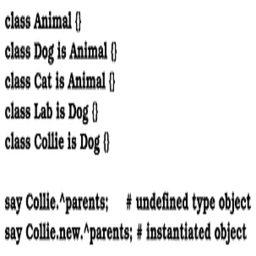 class Animal {}
class Dog is Animal {}
class Cat is Animal {}
class Lab is Dog {}
class Collie is Dog {}
say Collie.^parents; # undefined type object
say Collie.new.^parents; # instantiated object